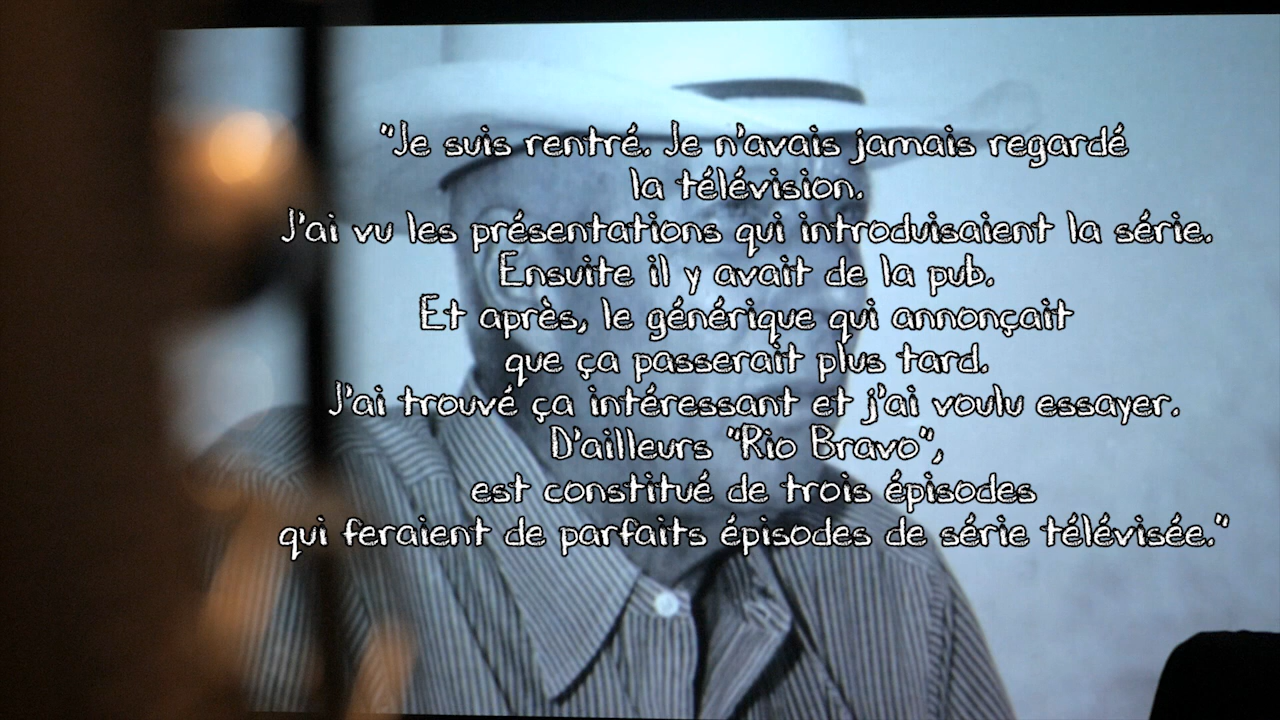 "Je suis rentré. Je n'avais jamais regardé
la télévision.
J'ai vu les présentations qui introduisaient la série.
Ensuite il y avait de la pub.
Et après, le générique qui annonçait
que ça passerait plus tard.
J'ai trouvé ça intéressant et j'ai voulu essayer.
D'ailleurs "Rio Bravo",
est constitué de trois épisodes
qui feraient de parfaits épisodes de série télévisée."